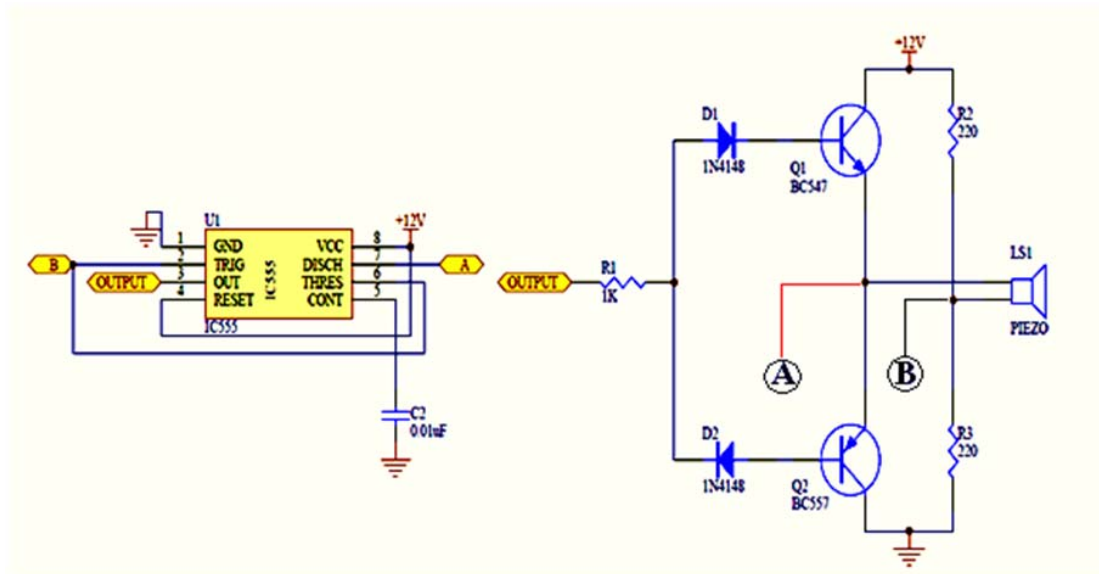 U1
+12V
1 GND VCC 8
2 TRIG DISCH 7
3 OUT THRES 6
4 RESET CONT 5
IC555
IC555
B
OUTPUT
A
C2
0.01uF
OUTPUT
R1
1K
D1
1N4148
Q1
BC547
+12V
R2
220
LS1
PIEZO
A
B
D2
1N4148
Q2
BC557
R3
220